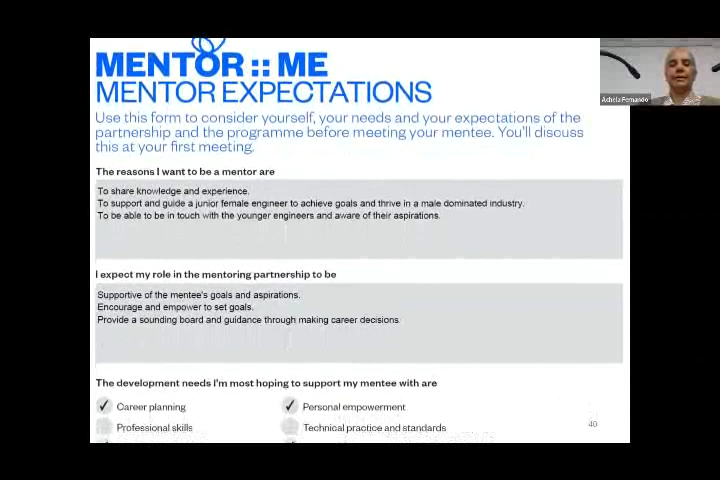 MENTOR :: ME
MENTOR EXPECTATIONS
Use this form to consider yourself, your needs and your expectations of the
partnership and the programme before meeting your mentee. You'll discuss
this at your first meeting.
The reasons I want to be a mentor are
To share knowledge and experience.
To support and guide a junior female engineer to achieve goals and thrive in a male dominated industry.
To be able to be in touch with the younger engineers and aware of their aspirations.
I expect my role in the mentoring partnership to be
Supportive of the mentee's goals and aspirations.
Encourage and empower to set goals.
Provide a sounding board and guidance through making career decisions.
The development needs I'm most hoping to support my mentee with are
Career planning
Personal empowerment
Professional skills
Technical practice and standards
40
Achela Fernando